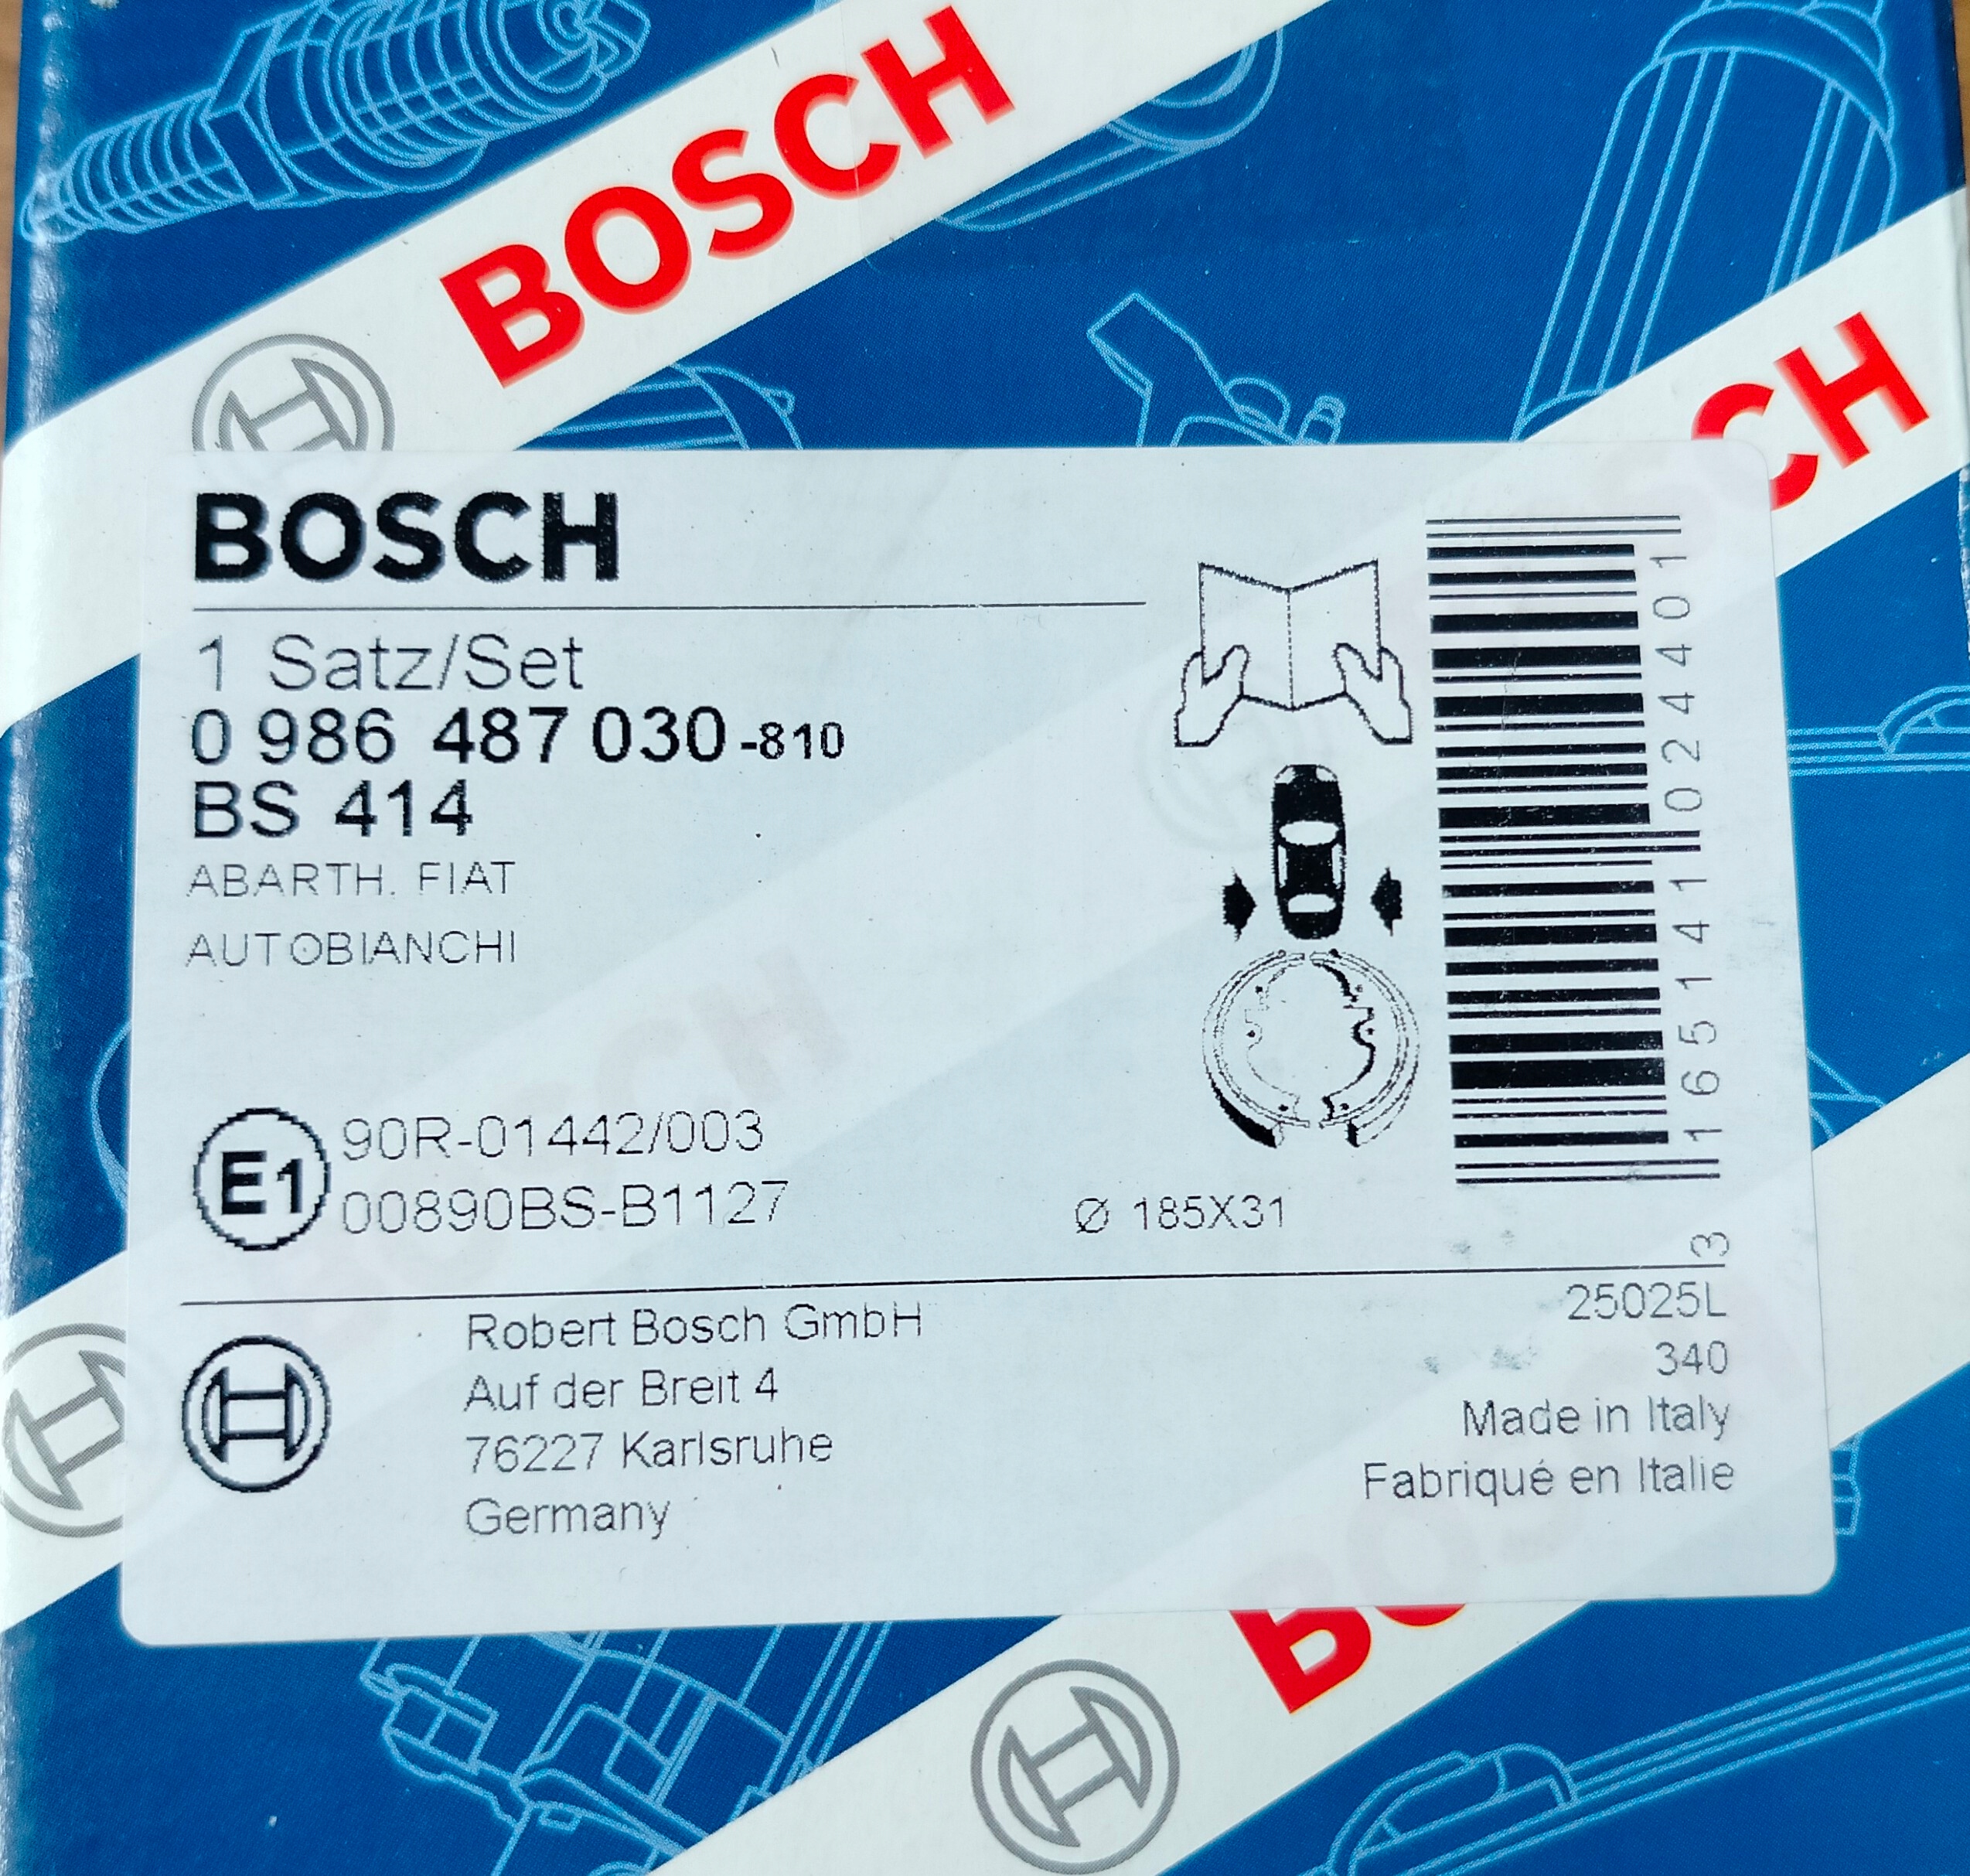 BOSCH
CH
BOSCH
1 Satz/Set
0 986 487 030-810
BS 414
ABARTH. FIAT
AUTOBIANCHI
3 165141 024401
E1
90R-01442/003
00890BS-B1127
Ø 185X31
Robert Bosch GmbH
Auf der Breit 4
76227 Karlsruhe
Germany
25025L
340
Made in Italy
Fabriqué en Italie
BO